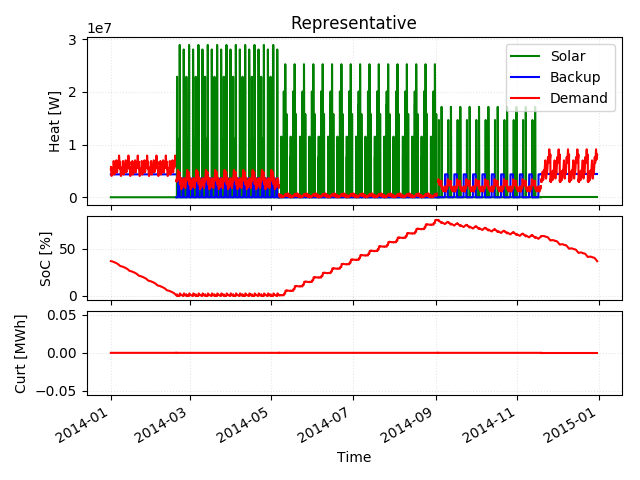 Representative
1e7
3
2
1
0
Heat [W]
Solar
Backup
Demand
50
0
SoC [%]
0.05
0.00
−0.05
Curt [MWh]
2014-01
2014-03
2014-05
2014-07
2014-09
2014-11
2015-01
Time